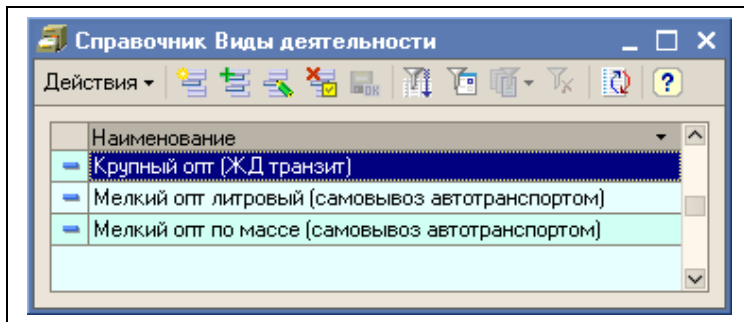 Справочник Виды деятельности
Действия
Наименование
Крупный опт (ЖД транзит)
Мелкий опт литровый (самовывоз автотранспортом)
Мелкий опт по массе (самовывоз автотранспортом)